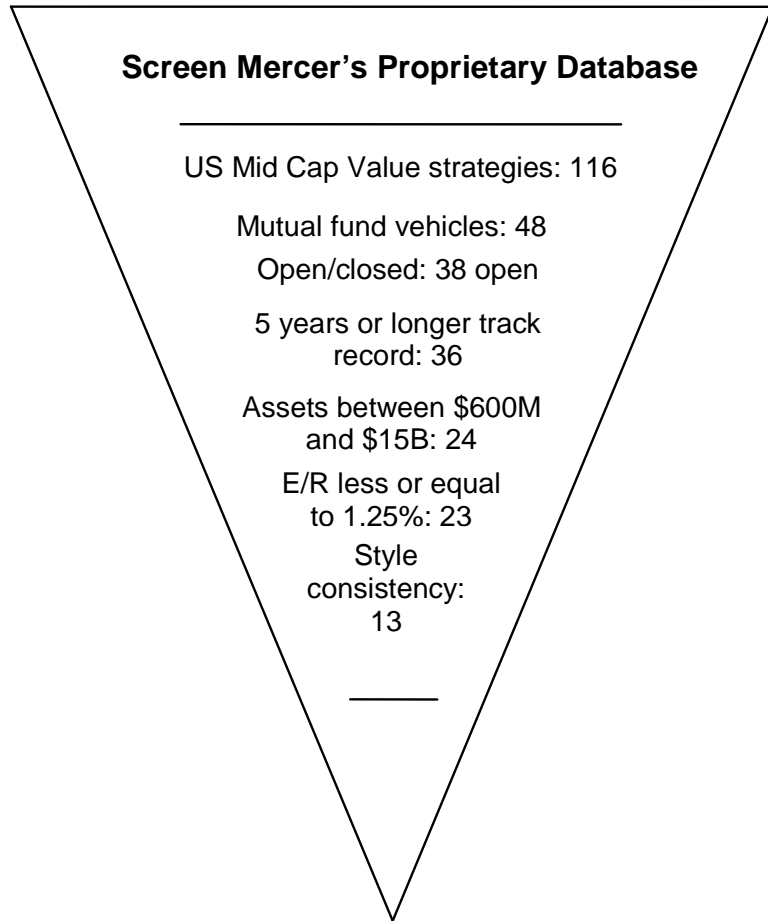 Screen Mercer's Proprietary Database
US Mid Cap Value strategies: 116
Mutual fund vehicles: 48
Open/closed: 38 open
5 years or longer track
record: 36
Assets between $600M
and $15B: 24
E/R less or equal
to 1.25%: 23
Style
consistency:
13